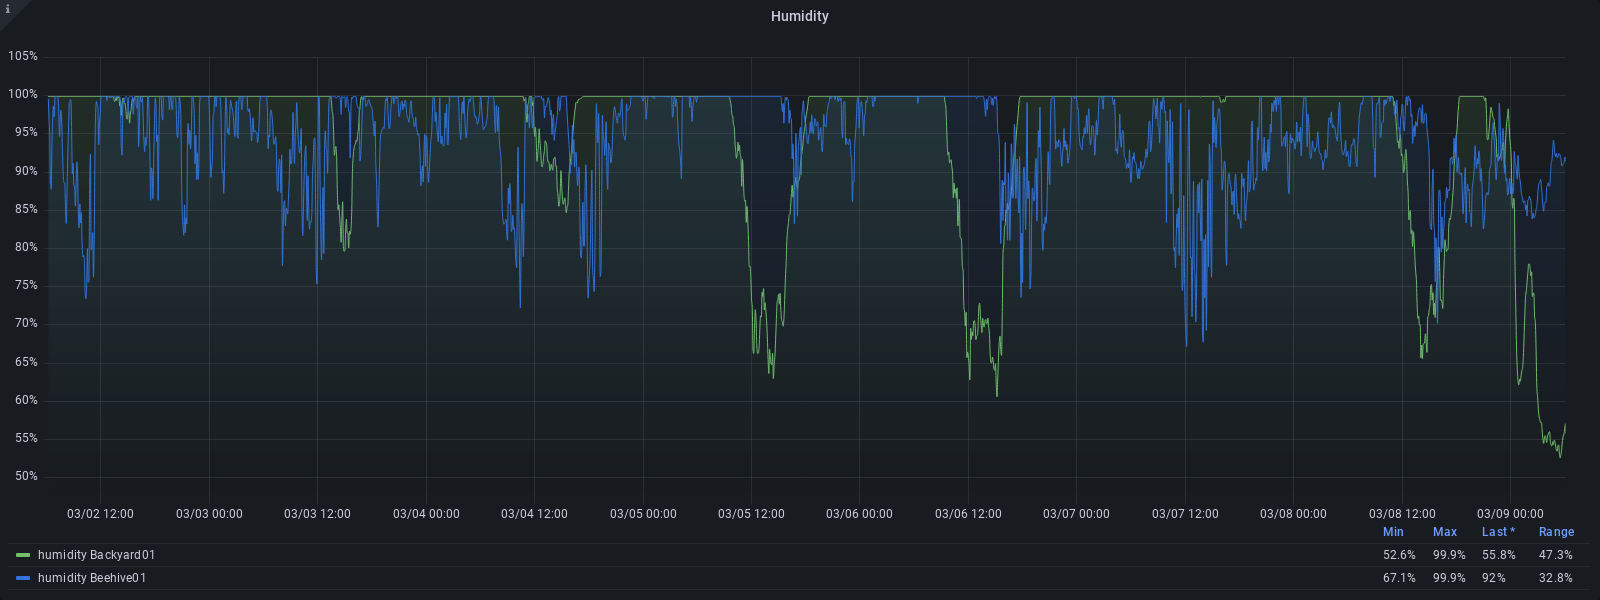 i
Humidity
105%
100%
95%
90%
85%
80%
75%
70%
65%
60%
55%
50%
03/02 12:00 03/03 00:00 03/03 12:00 03/04 00:00 03/04 12:00 03/05 00:00 03/05 12:00 03/06 00:00 03/06 12:00 03/07 00:00 03/07 12:00 03/08 00:00 03/08 12:00 03/09 00:00
Min Max Last * Range
humidity Backyard01 52.6% 99.9% 55.8% 47.3%
humidity Beehive01 67.1% 99.9% 92% 32.8%